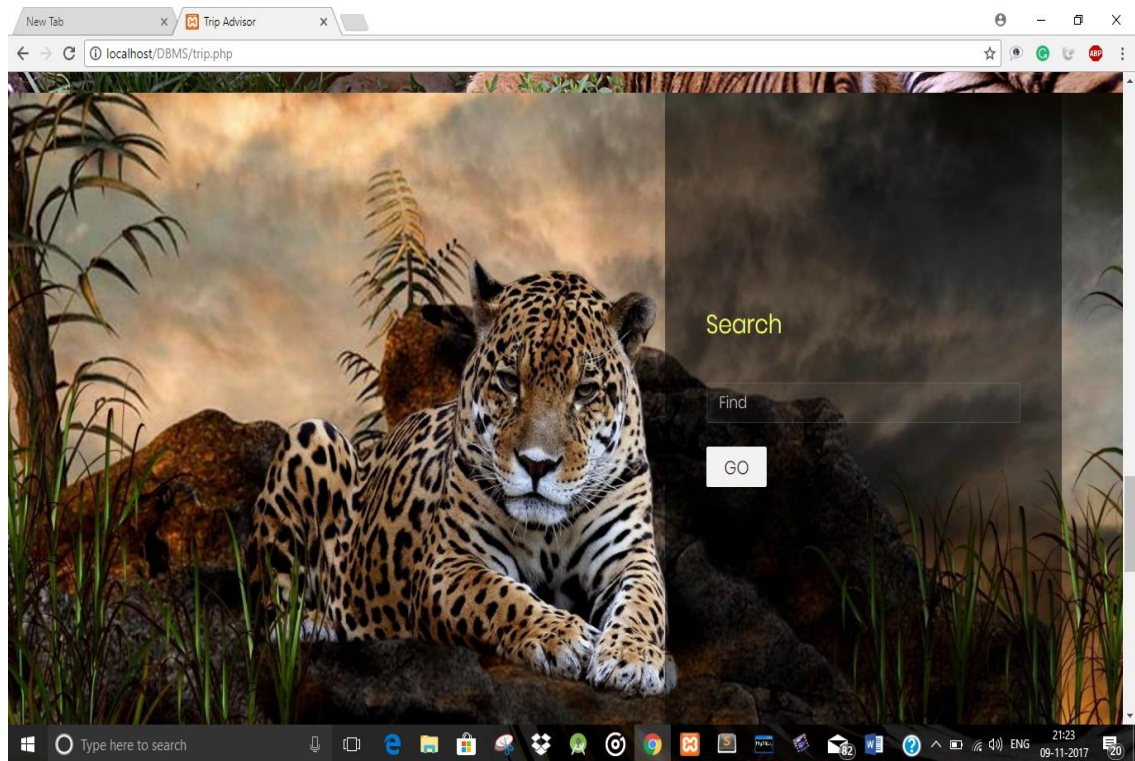 New Tab
Trip Advisor
localhost/DBMS/trip.php
ABP
Search
Find
GO
Type here to search
82
ENG
21:23
09-11-2017
20